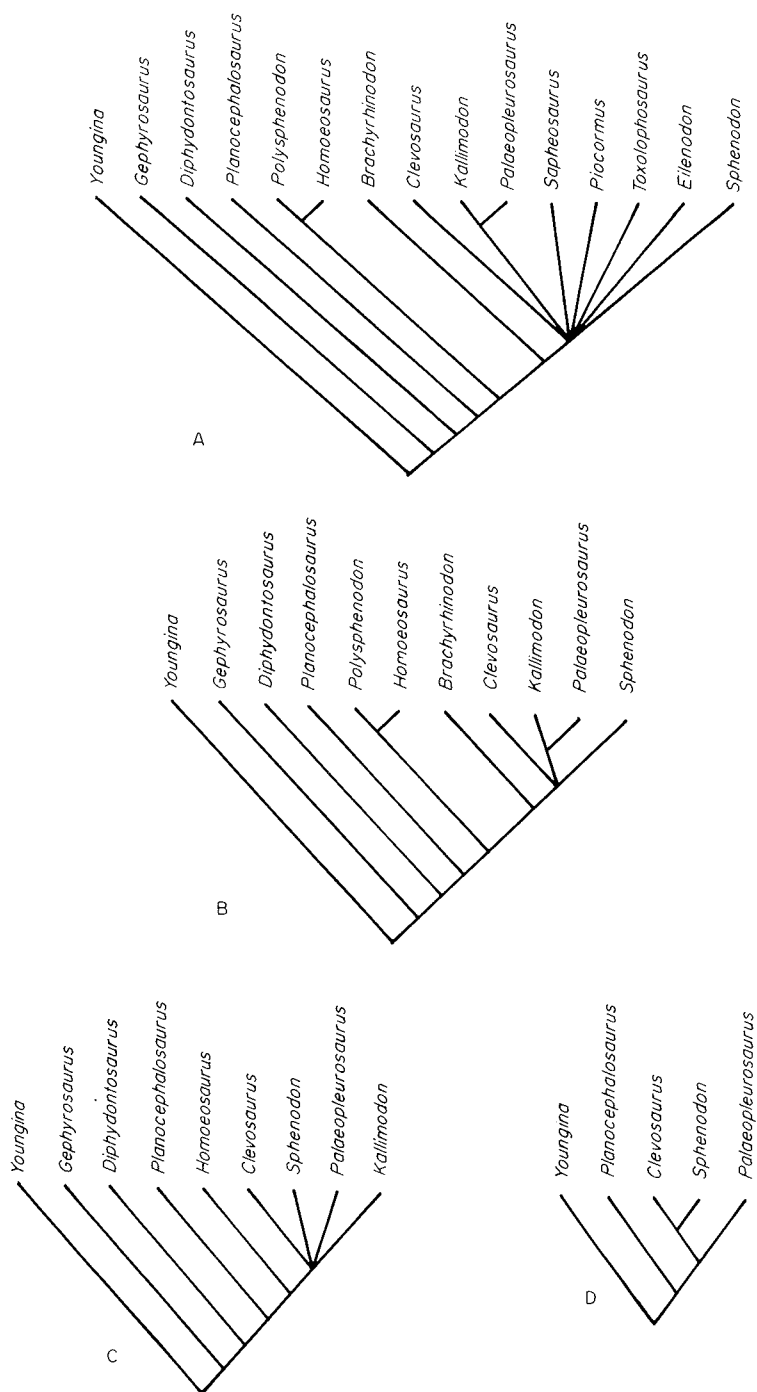 Youngina
Gephyrosaurus
Diphydontosaurus
Planocephalosaurus
Polysphenodon
Homoeosaurus
Brachyrhinodon
Clevosaurus
Kallimodon
Palaeopleurosaurus
Sapheosaurus
Piocormus
Toxolophosaurus
Eilenodon
Sphenodon
A
Youngina
Gephyrosaurus
Diphydontosaurus
Planocephalosaurus
Polysphenodon
Homoeosaurus
Brachyrhinodon
Clevosaurus
Kallimodon
Palaeopleurosaurus
Sphenodon
B
Youngina
Gephyrosaurus
Diphydontosaurus
Planocephalosaurus
Homoeosaurus
Clevosaurus
Sphenodon
Palaeopleurosaurus
Kallimodon
C
Youngina
Planocephalosaurus
Clevosaurus
Sphenodon
Palaeopleurosaurus
D